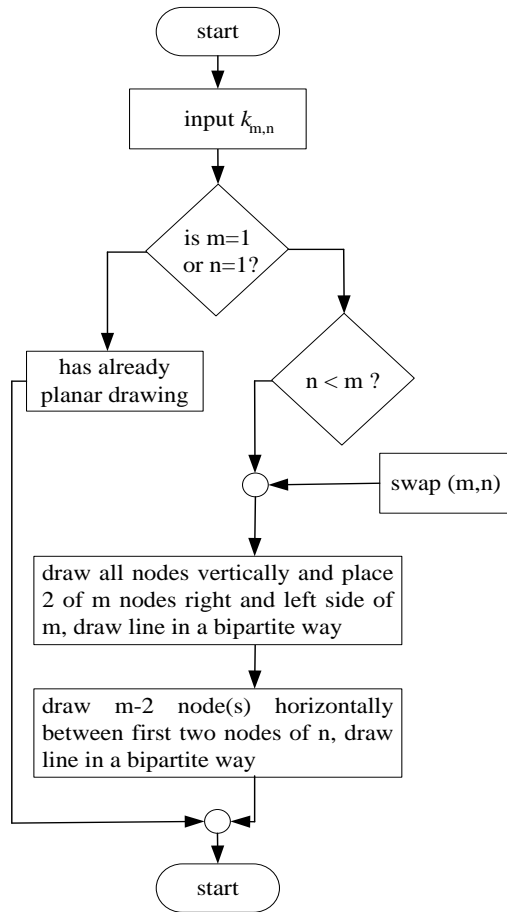 start
input k_{m,n}
is m=1
or n=1?
has already
planar drawing
n < m ?
swap (m,n)
draw all nodes vertically and place
2 of m nodes right and left side of
m, draw line in a bipartite way
draw m-2 node(s) horizontally
between first two nodes of n, draw
line in a bipartite way
start